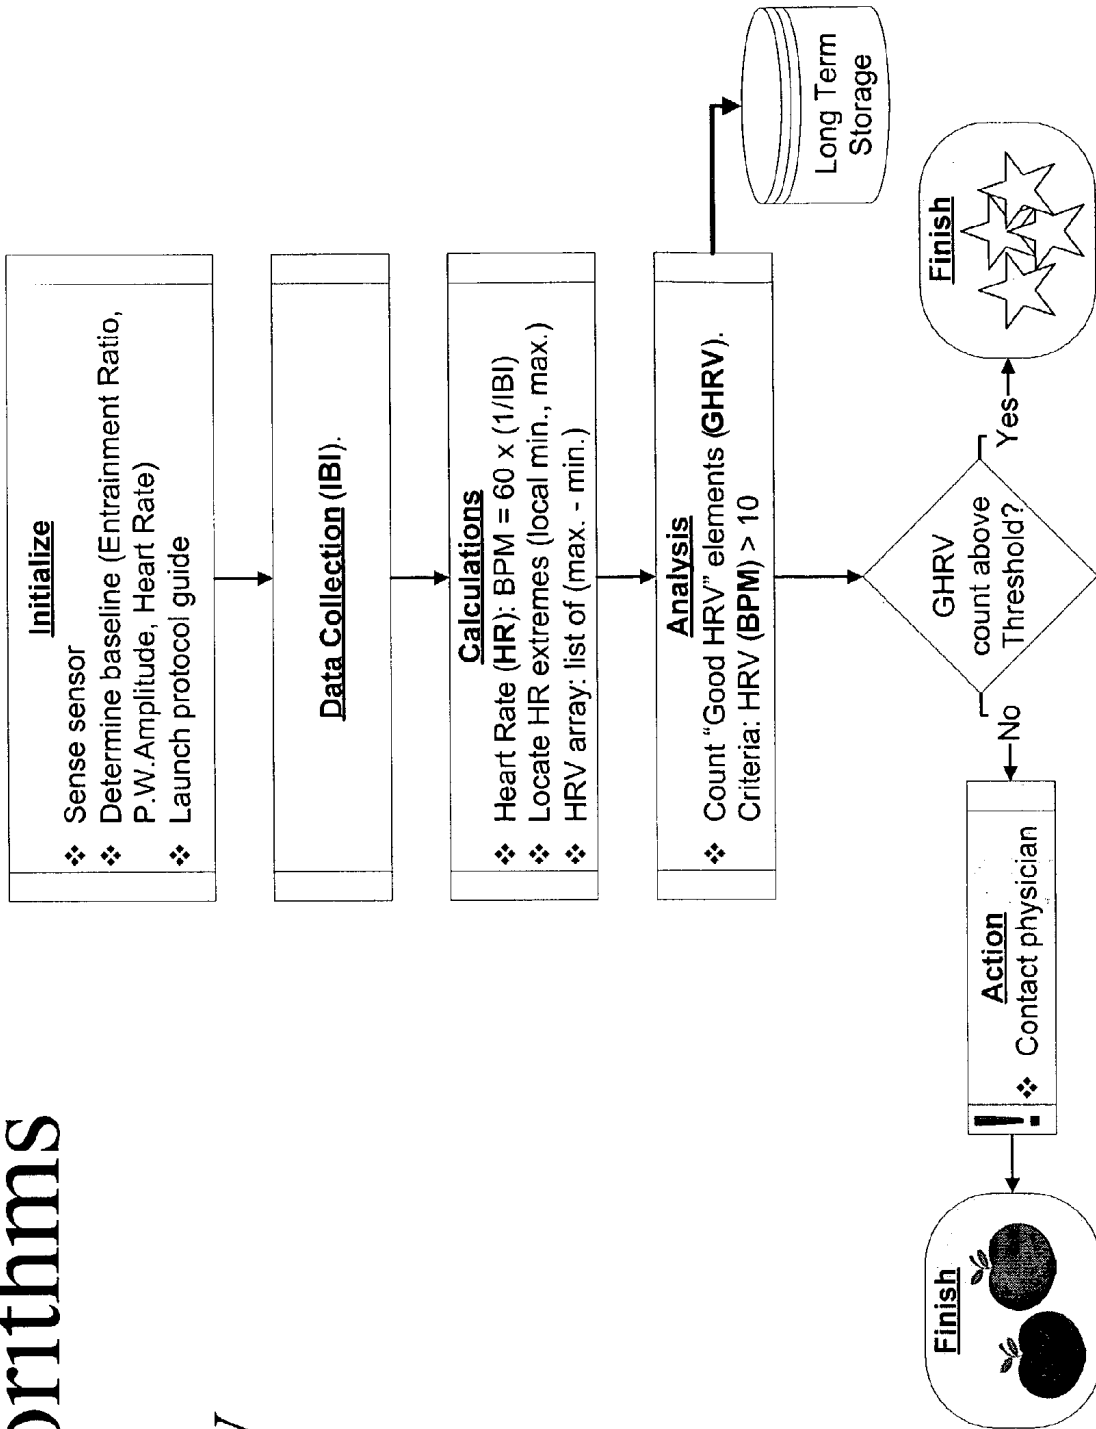 orithms
Initialize
❖ Sense sensor
❖ Determine baseline (Entrainment Ratio,
P.W.Amplitude, Heart Rate)
❖ Launch protocol guide
Data Collection (IBI).
Calculations
❖ Heart Rate (HR): BPM = 60 x (1/IBI)
❖ Locate HR extremes (local min., max.)
❖ HRV array: list of (max. - min.)
Analysis
❖ Count "Good HRV" elements (GHRV).
Criteria: HRV (BPM) > 10
Long Term
Storage
GHRV
count above
Threshold?
No
Yes
!
Action
❖ Contact physician
Finish
Finish